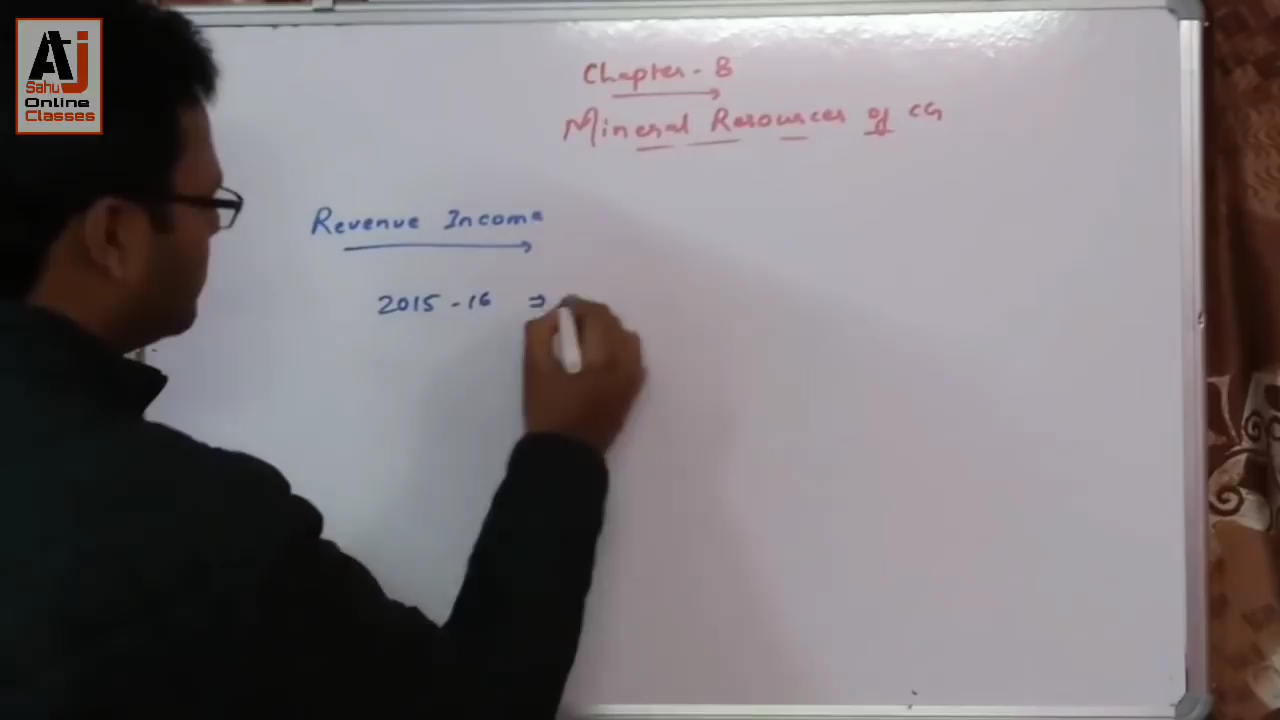 AJ
Sahu
Online
Classes
Chapter - 8
Mineral Resources of CG
Revenue Income
2015 - 16 ⇒